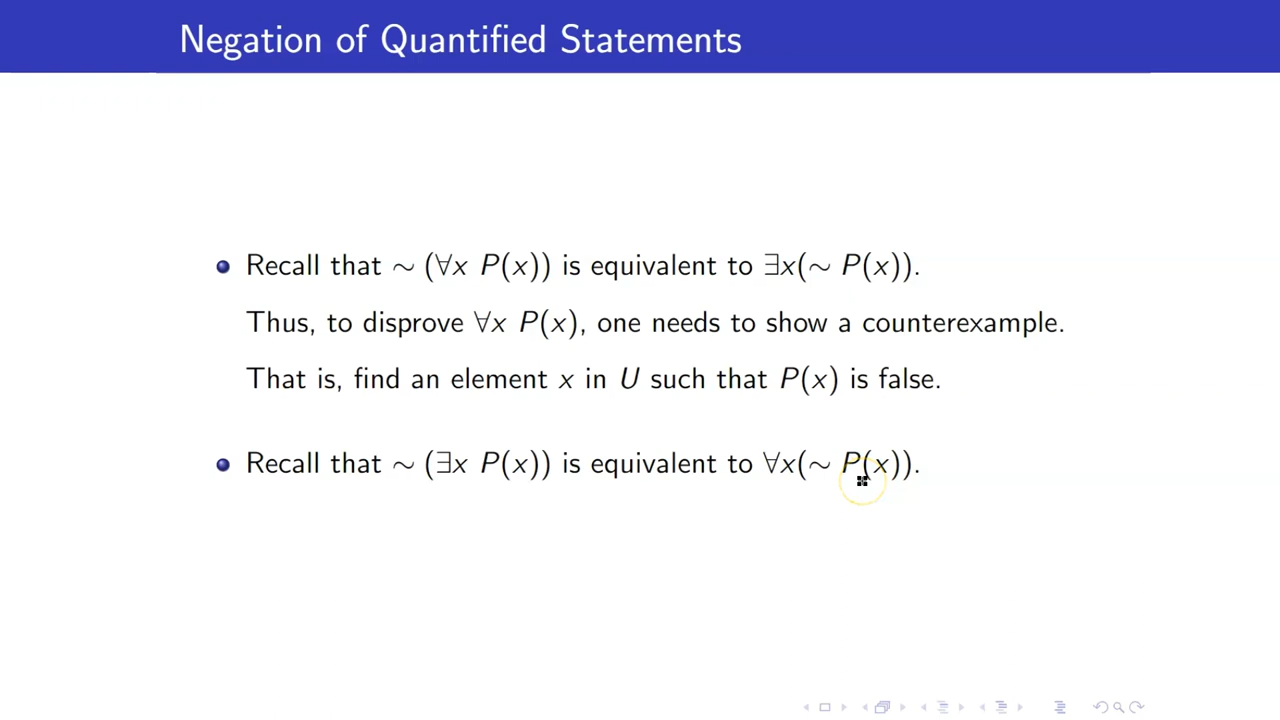 Negation of Quantified Statements
Recall that ∼ (∀x P(x)) is equivalent to ∃x(∼ P(x)).
Thus, to disprove ∀x P(x), one needs to show a counterexample.
That is, find an element x in U such that P(x) is false.
Recall that ∼ (∃x P(x)) is equivalent to ∀x(∼ P(x)).